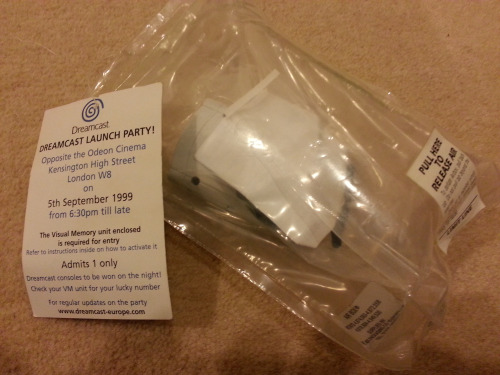 Dreamcast
DREAMCAST LAUNCH PARTY!
Opposite the Odeon Cinema
Kensington High Street
London W8
on
5th September 1999
from 6:30pm till late
The Visual Memory unit enclosed
is required for entry
Refer to instructions inside on how to activate it
Admits 1 only
Dreamcast consoles to be won on the night!
Check your VM unit for your lucky number
For regular updates on the party
www.dreamcast-europe.com
PULL HERE
TO
RELEASE AIR